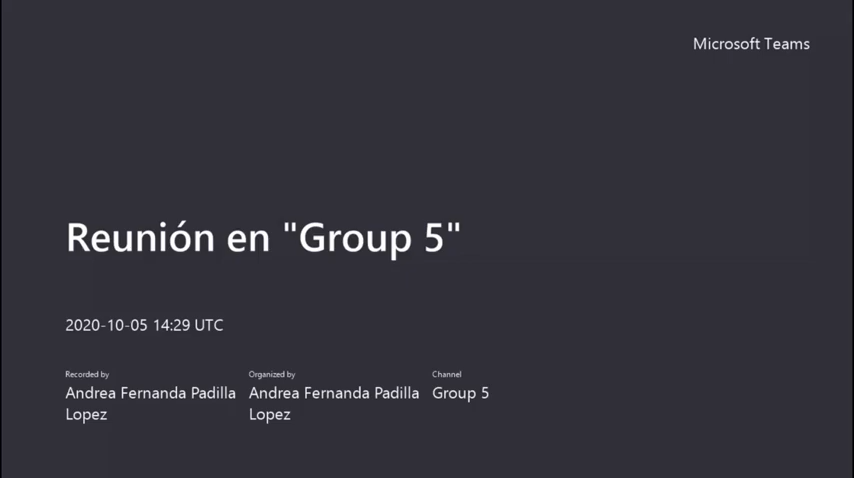 Microsoft Teams
Reunión en "Group 5"
2020-10-05 14:29 UTC
Recorded by
Andrea Fernanda Padilla
Lopez
Organized by
Andrea Fernanda Padilla
Lopez
Channel
Group 5